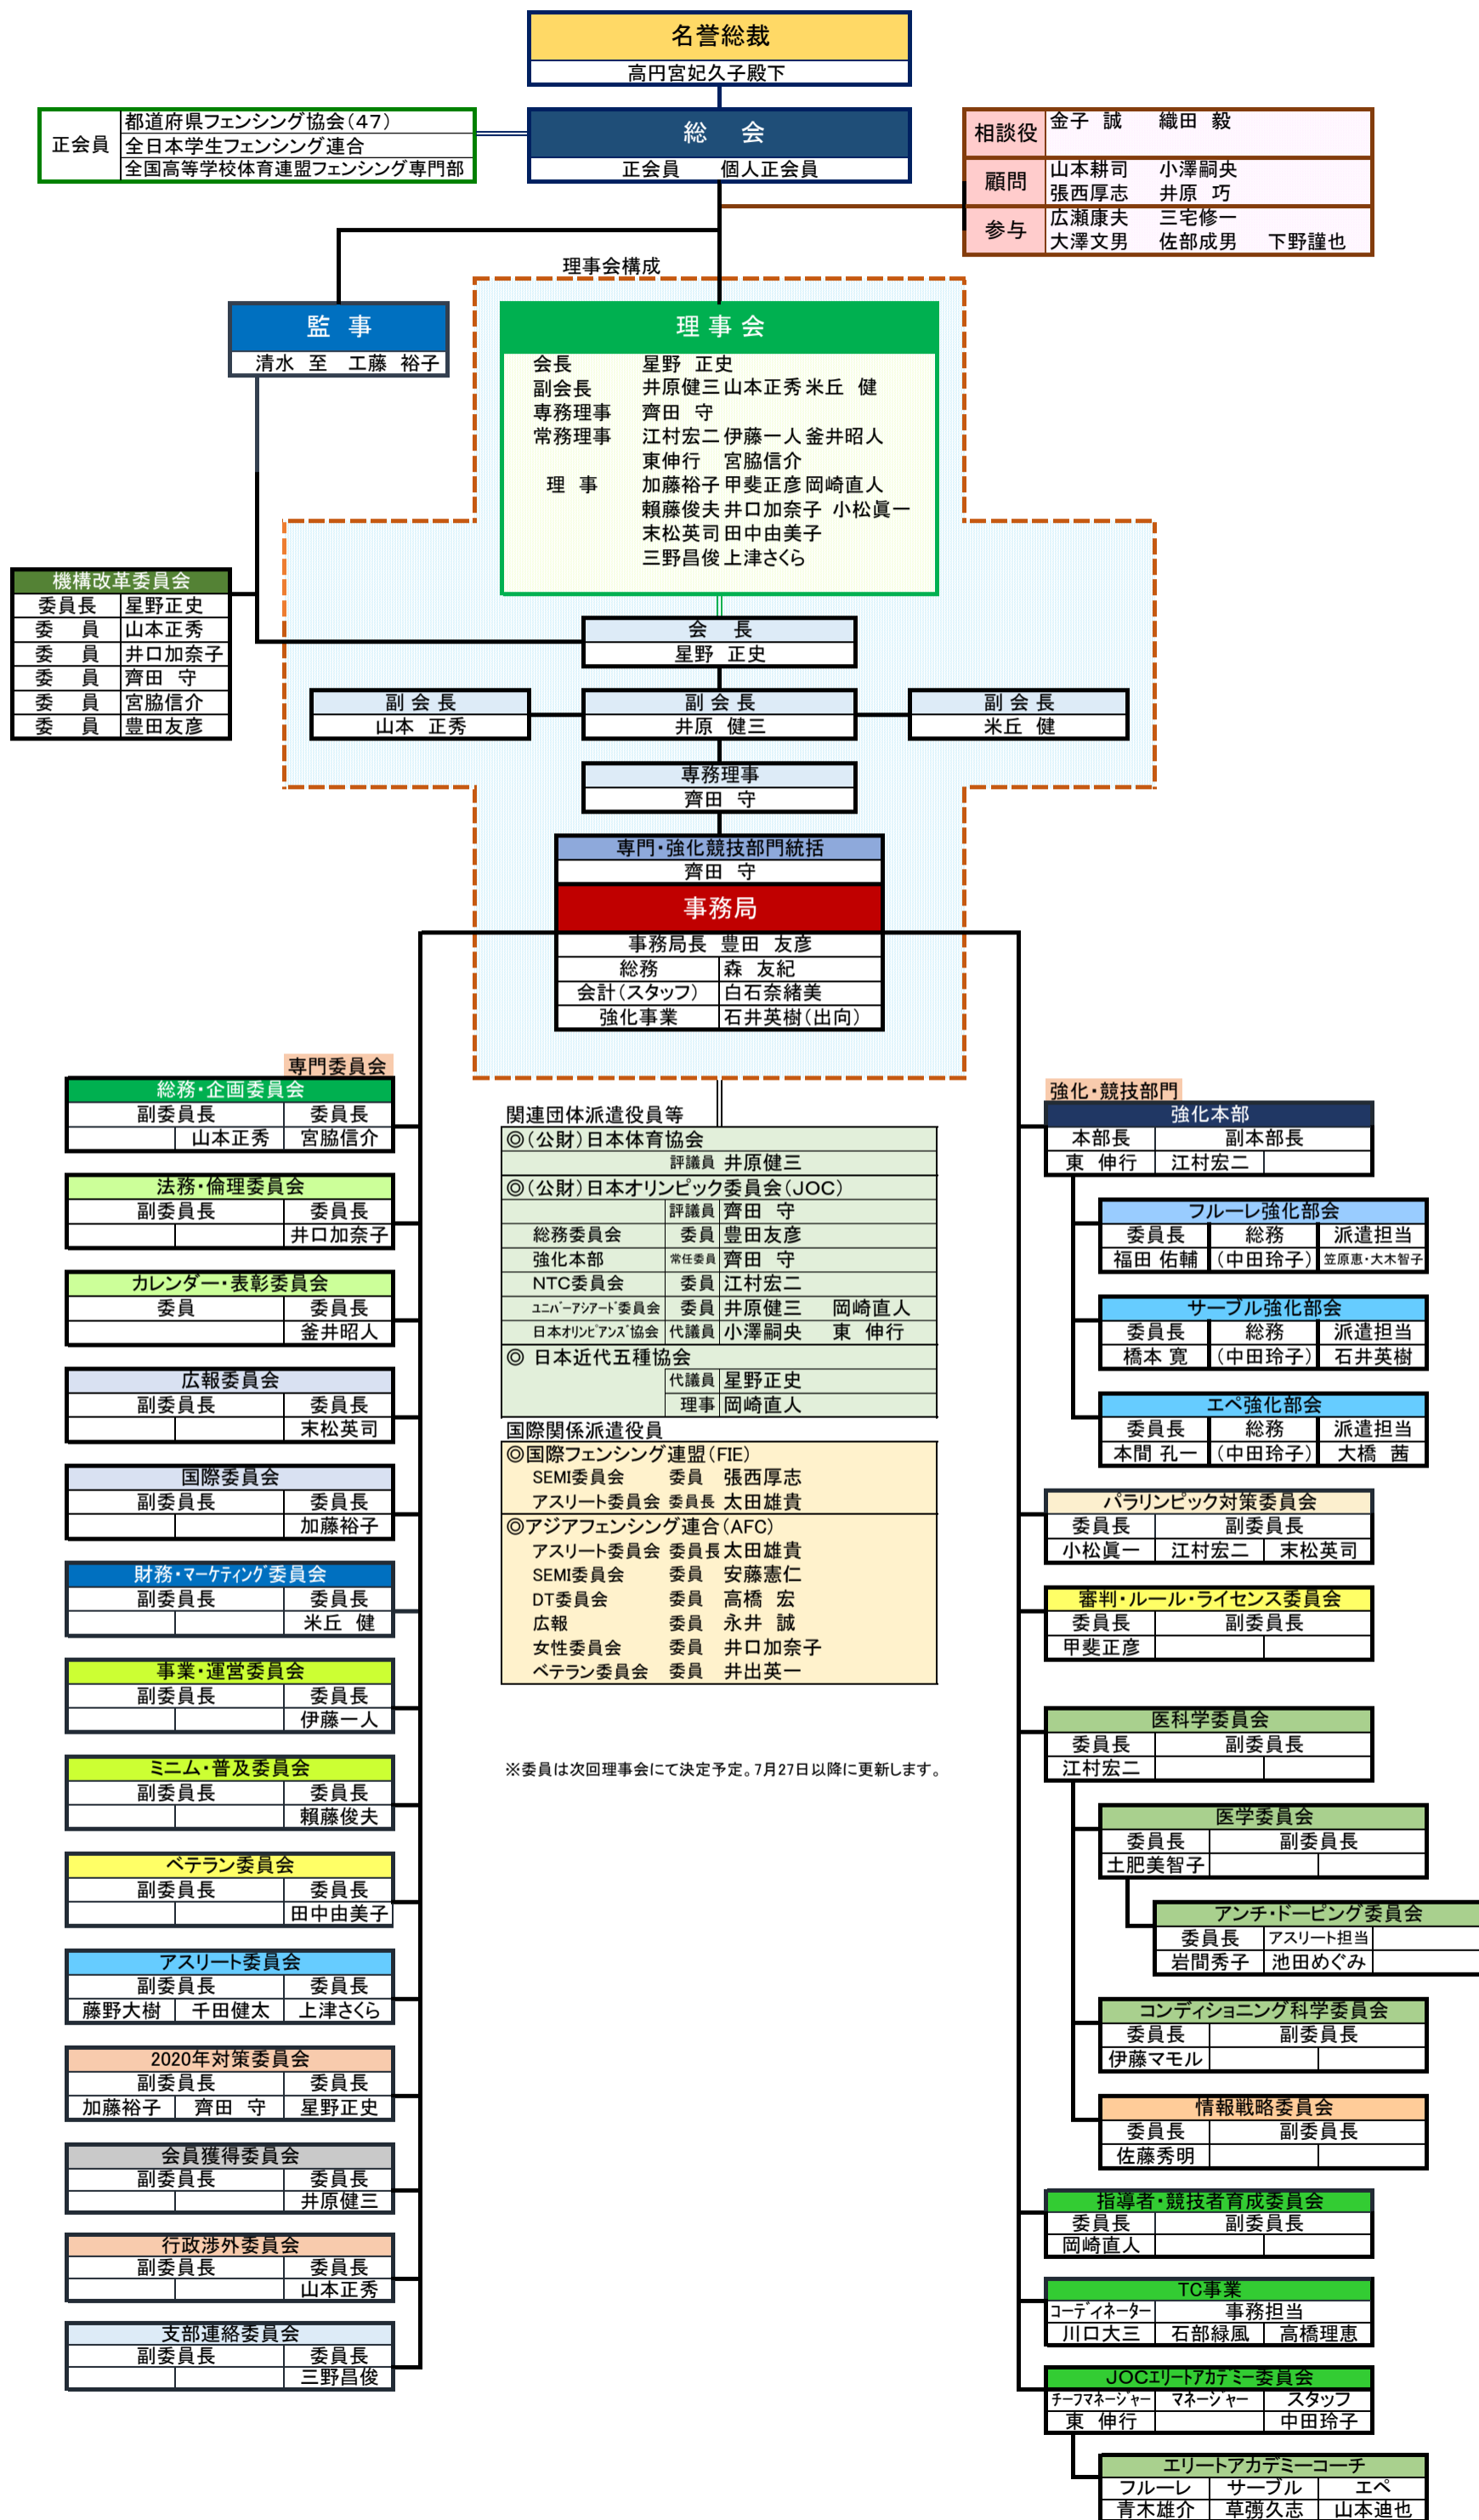 名誉総裁
高円宮妃久子殿下
正会員
都道府県フェンシング協会(47)
全日本学生フェンシング連合
全国高等学校体育連盟フェンシング専門部
総 会
正会員 個人正会員
相談役 金子 誠 織田 毅
顧問 山本耕司 小澤嗣央
張西厚志 井原 巧
参与 広瀬康夫 三宅修一
大澤文男 佐部成男 下野謹也
理事会構成
監 事
清水 至 工藤 裕子
理 事 会
会長 星野 正史
副会長 井原健三 山本正秀 米丘 健
専務理事 齊田 守
常務理事 江村宏二 伊藤一人 釜井昭人
東伸行 宮脇信介
理 事 加藤裕子 甲斐正彦 岡崎直人
頼藤俊夫 井口加奈子 小松眞一
末松英司 田中由美子
三野昌俊 上津さくら
機構改革委員会
委員長 星野正史
委 員 山本正秀
委 員 井口加奈子
委 員 齊田 守
委 員 宮脇信介
委 員 豊田友彦
会 長
星野 正史
副 会 長
山本 正秀
副 会 長
井原 健三
副 会 長
米丘 健
専務理事
齊田 守
専門・強化競技部門統括
齊田 守
事務局
事務局長 豊田 友彦
総務 森 友紀
会計(スタッフ) 白石奈緒美
強化事業 石井英樹(出向)
専門委員会
総務・企画委員会
副委員長 委員長
山本正秀 宮脇信介
法務・倫理委員会
副委員長 委員長
井口加奈子
カレンダー・表彰委員会
委員 委員長
釜井昭人
広報委員会
副委員長 委員長
末松英司
国際委員会
副委員長 委員長
加藤裕子
財務・マーケティング委員会
副委員長 委員長
米丘 健
事業・運営委員会
副委員長 委員長
伊藤一人
ミニム・普及委員会
副委員長 委員長
頼藤俊夫
ベテラン委員会
副委員長 委員長
田中由美子
アスリート委員会
副委員長 委員長
藤野大樹 千田健太 上津さくら
2020年対策委員会
副委員長 委員長
加藤裕子 齊田 守 星野正史
会員獲得委員会
副委員長 委員長
井原健三
行政渉外委員会
副委員長 委員長
山本正秀
支部連絡委員会
副委員長 委員長
三野昌俊
関連団体派遣役員等
◎(公財)日本体育協会
評議員 井原健三
◎(公財)日本オリンピック委員会(JOC)
評議員 齊田 守
総務委員会 委員 豊田友彦
強化本部 常任委員 齊田 守
NTC委員会 委員 江村宏二
ユニバーアシアード委員会 委員 井原健三 岡崎直人
日本オリンピアンズ協会 代議員 小澤嗣央 東 伸行
◎ 日本近代五種協会
代議員 星野正史
理事 岡崎直人
国際関係派遣役員
◎国際フェンシング連盟(FIE)
SEMI委員会 委員 張西厚志
アスリート委員会 委員長 太田雄貴
◎アジアフェンシング連合(AFC)
アスリート委員会 委員長 太田雄貴
SEMI委員会 委員 安藤憲仁
DT委員会 委員 高橋 宏
広報 委員 永井 誠
女性委員会 委員 井口加奈子
ベテラン委員会 委員 井出英一
※委員は次回理事会にて決定予定。7月27日以降に更新します。
強化・競技部門
強化本部
本部長 副本部長
東 伸行 江村宏二
フルーレ強化部会
委員長 総務 派遣担当
福田 佑輔 (中田玲子) 笠原恵・大木智子
サーブル強化部会
委員長 総務 派遣担当
橋本 寛 (中田玲子) 石井英樹
エペ強化部会
委員長 総務 派遣担当
本間 孔一 (中田玲子) 大橋 茜
パラリンピック対策委員会
委員長 副委員長
小松眞一 江村宏二 末松英司
審判・ルール・ライセンス委員会
委員長 副委員長
甲斐正彦
医科学委員会
委員長 副委員長
江村宏二
医学委員会
委員長 副委員長
土肥美智子
アンチ・ドーピング委員会
委員長 アスリート担当
岩間秀子 池田めぐみ
コンディショニング科学委員会
委員長 副委員長
伊藤マモル
情報戦略委員会
委員長 副委員長
佐藤秀明
指導者・競技者育成委員会
委員長 副委員長
岡崎直人
TC事業
コーディネーター 事務担当
川口大三 石部緑風 高橋理恵
JOCエリートアカデミー委員会
チーフマネージャー マネージャー スタッフ
東 伸行 中田玲子
エリートアカデミーコーチ
フルーレ サーブル エペ
青木雄介 草彅久志 山本迪也